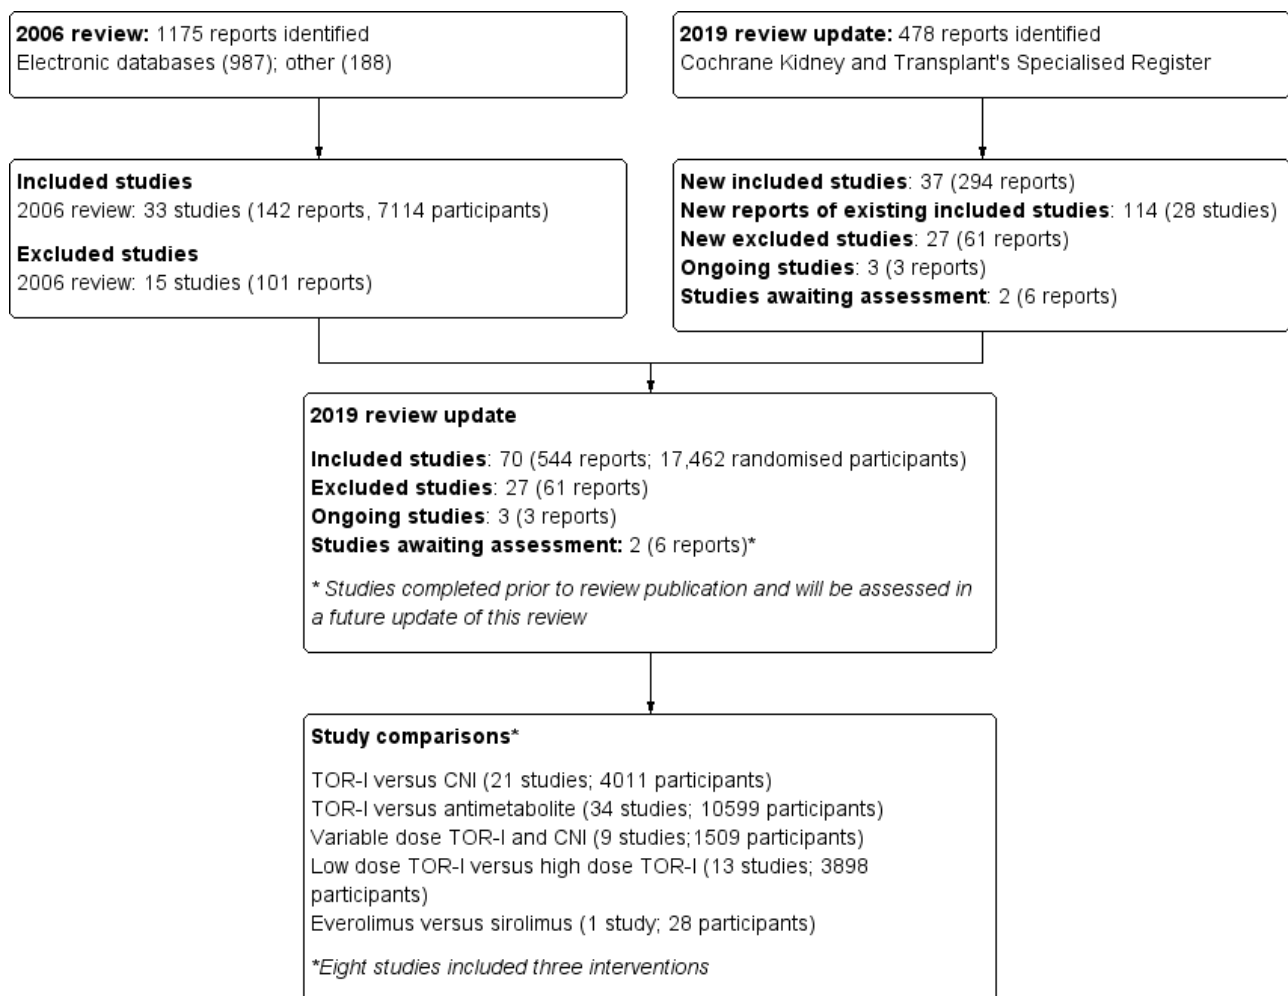 2006 review: 1175 reports identified
Electronic databases (987); other (188)
2019 review update: 478 reports identified
Cochrane Kidney and Transplant's Specialised Register
Included studies
2006 review: 33 studies (142 reports, 7114 participants)
Excluded studies
2006 review: 15 studies (101 reports)
New included studies: 37 (294 reports)
New reports of existing included studies: 114 (28 studies)
New excluded studies: 27 (61 reports)
Ongoing studies: 3 (3 reports)
Studies awaiting assessment: 2 (6 reports)
2019 review update
Included studies: 70 (544 reports; 17,462 randomised participants)
Excluded studies: 27 (61 reports)
Ongoing studies: 3 (3 reports)
Studies awaiting assessment: 2 (6 reports)*
* Studies completed prior to review publication and will be assessed in
a future update of this review
Study comparisons*
TOR-I versus CNI (21 studies; 4011 participants)
TOR-I versus antimetabolite (34 studies; 10599 participants)
Variable dose TOR-I and CNI (9 studies;1509 participants)
Low dose TOR-I versus high dose TOR-I (13 studies; 3898
participants)
Everolimus versus sirolimus (1 study; 28 participants)
*Eight studies included three interventions